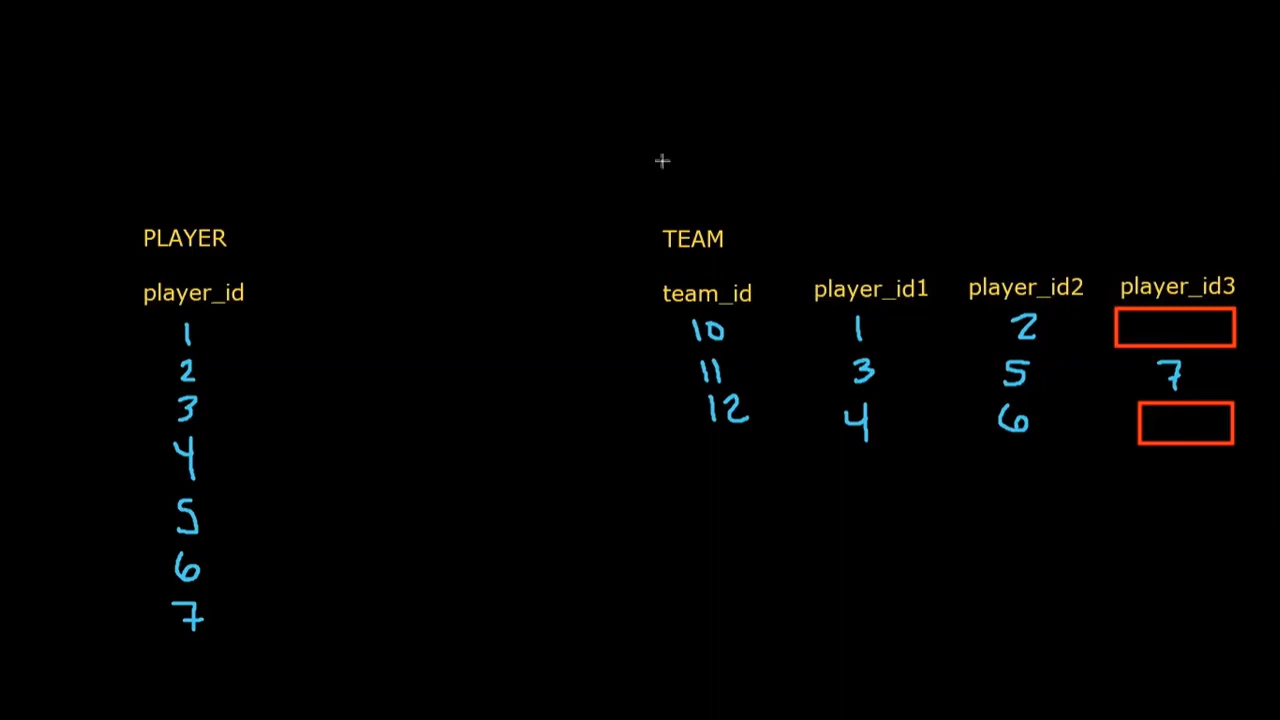 PLAYER TEAM
player_id team_id player_id1 player_id2 player_id3
1 10 1 2
2 11 3 5 7
3 12 4 6
4
5
6
7